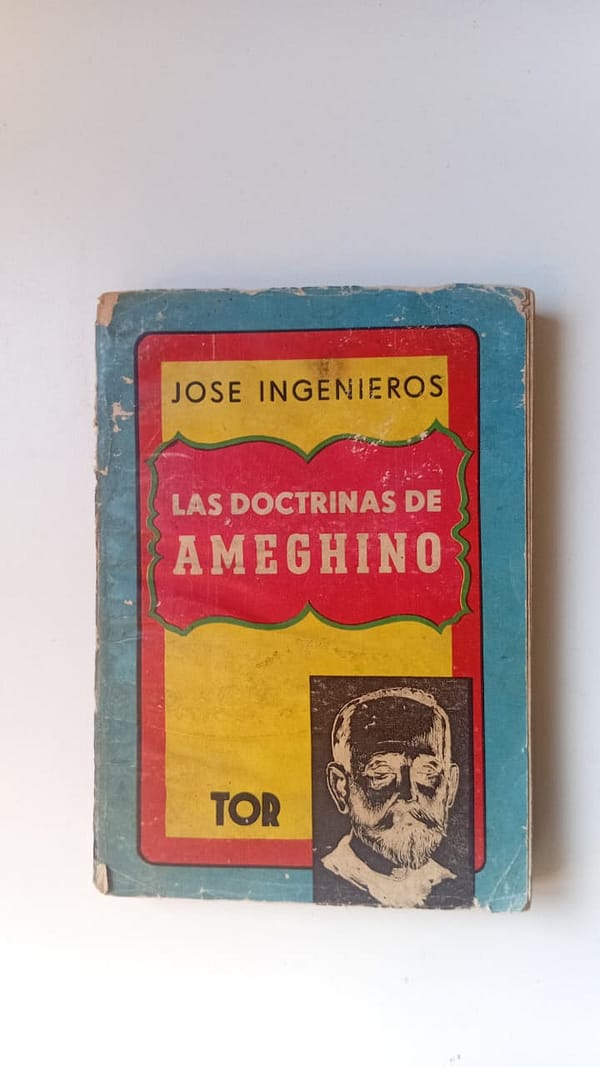 JOSE INGENIEROS
LAS DOCTRINAS DE
AMEGHINO
TOR